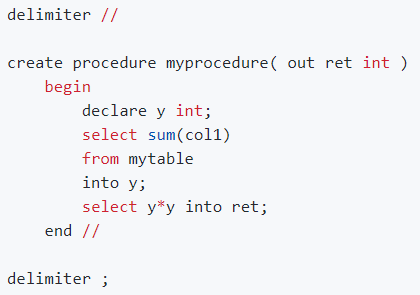 delimiter //
create procedure myprocedure( out ret int )
    begin
        declare y int;
        select sum(col1)
        from mytable
        into y;
        select y*y into ret;
    end //
delimiter ;